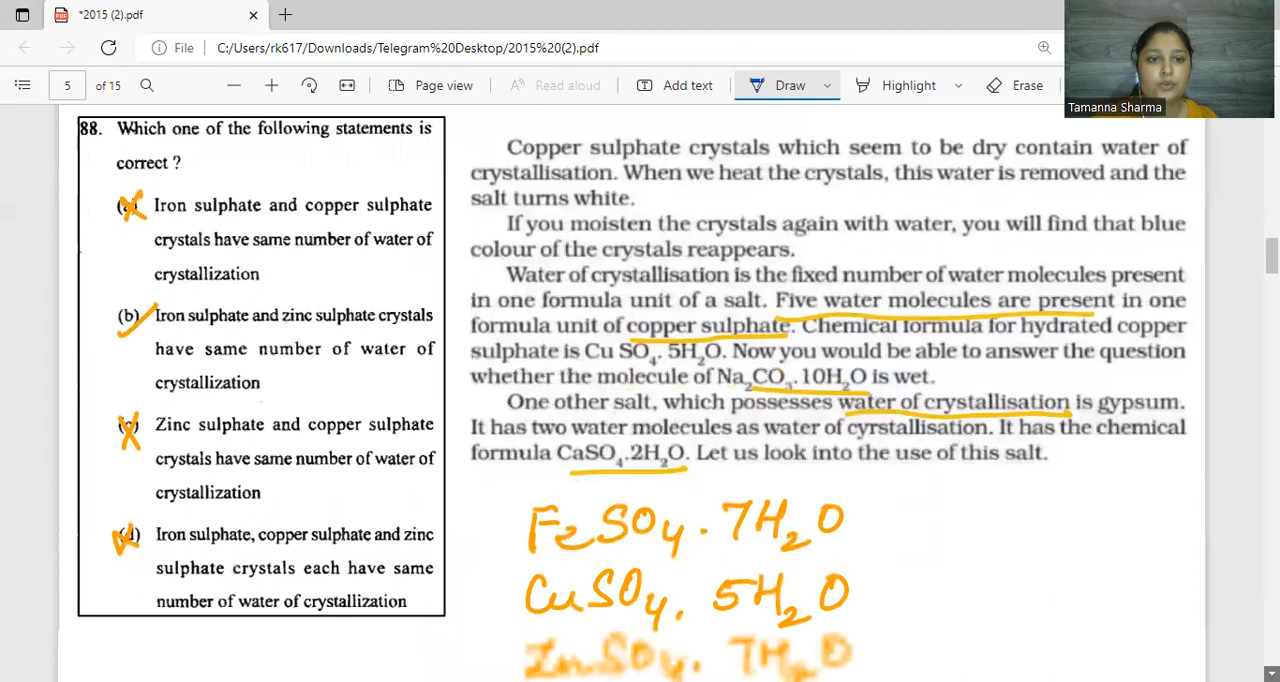 *2015 (2).pdf
File
C:/Users/rk617/Downloads/Telegram%20Desktop/2015%20(2).pdf
5 of 15
Page view
Read aloud
Add text
Draw
Highlight
Erase
Tamanna Sharma
88. Which one of the following statements is
correct ?
(a) Iron sulphate and copper sulphate
crystals have same number of water of
crystallization
(b) Iron sulphate and zinc sulphate crystals
have same number of water of
crystallization
(c) Zinc sulphate and copper sulphate
crystals have same number of water of
crystallization
(d) Iron sulphate, copper sulphate and zinc
sulphate crystals each have same
number of water of crystallization
Copper sulphate crystals which seem to be dry contain water of
crystallisation. When we heat the crystals, this water is removed and the
salt turns white.
If you moisten the crystals again with water, you will find that blue
colour of the crystals reappears.
Water of crystallisation is the fixed number of water molecules present
in one formula unit of a salt. Five water molecules are present in one
formula unit of copper sulphate. Chemical formula for hydrated copper
sulphate is Cu SO₄. 5H₂O. Now you would be able to answer the question
whether the molecule of Na₂CO₃.10H₂O is wet.
One other salt, which possesses water of crystallisation is gypsum.
It has two water molecules as water of cyrstallisation. It has the chemical
formula CaSO₄.2H₂O. Let us look into the use of this salt.
FeSO₄. 7H₂O
CuSO₄. 5H₂O
ZnSO₄. 7H₂O